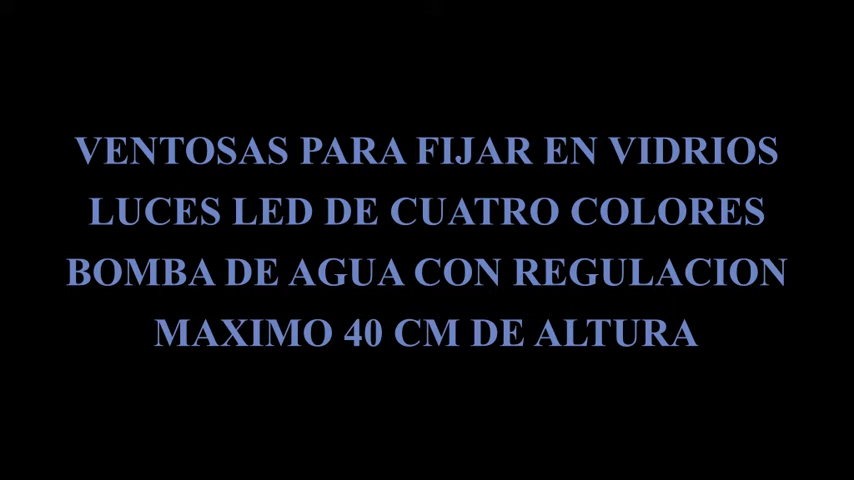 VENTOSAS PARA FIJAR EN VIDRIOS
LUCES LED DE CUATRO COLORES
BOMBA DE AGUA CON REGULACION
MAXIMO 40 CM DE ALTURA